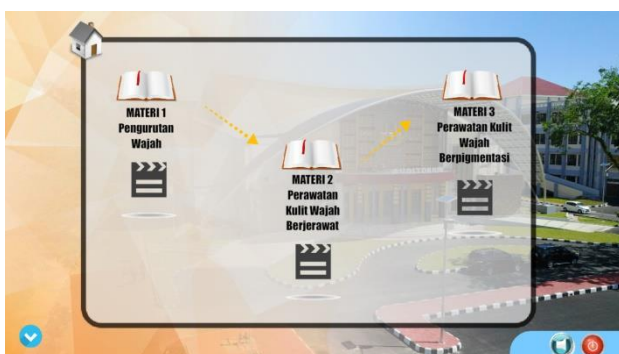 MATERI 1
Pengurutan
Wajah
MATERI 2
Perawatan
Kulit Wajah
Berjerawat
MATERI 3
Perawatan Kulit
Wajah
Berpigmentasi